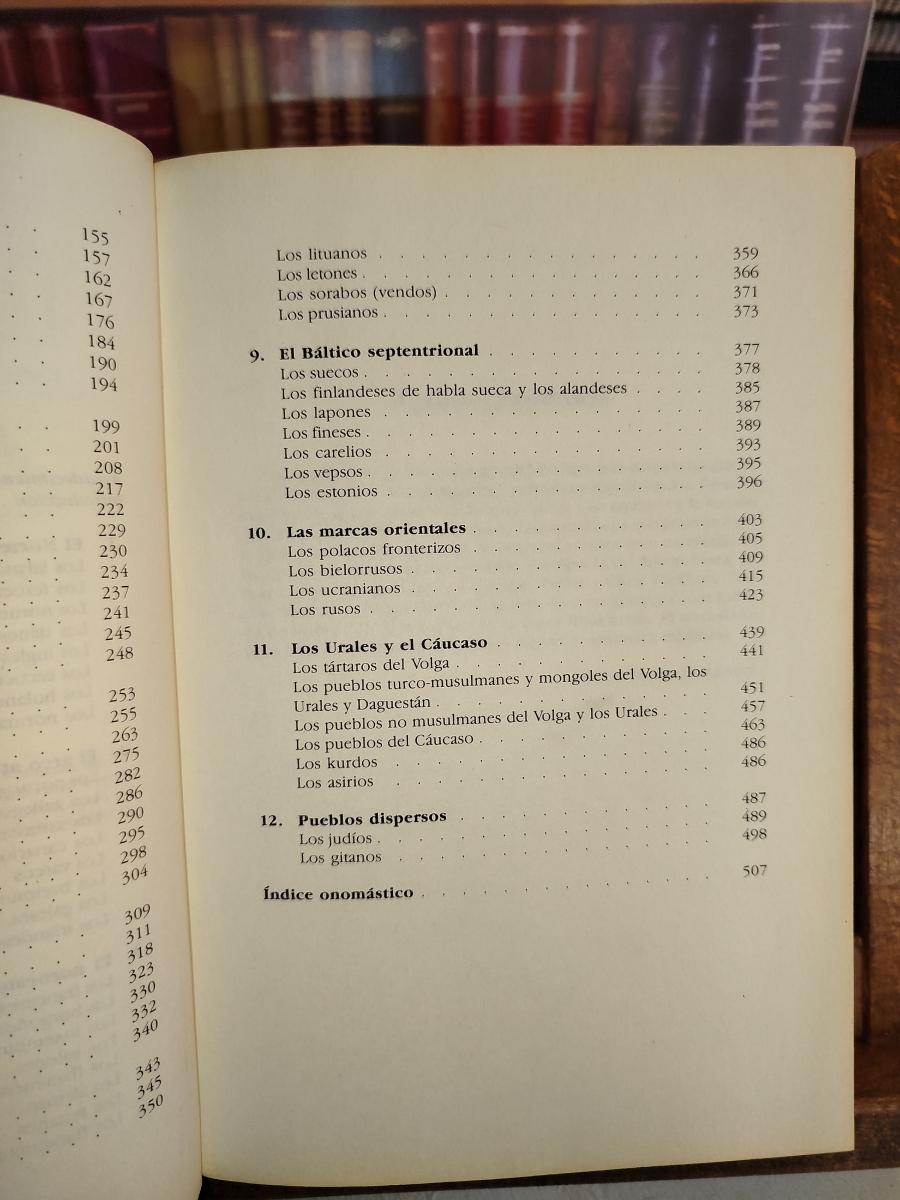 155
157
162
167
176
184
190
194
199
201
208
217
222
229
230
234
237
241
245
248
253
255
263
275
282
286
290
295
298
304
309
311
318
323
330
332
340
343
345
350
Los lituanos . . . . . . . . . . . . 359
Los letones . . . . . . . . . . . . 366
Los sorabos (vendos) . . . . . . . . . . 371
Los prusianos . . . . . . . . . . . . 373
9. El Báltico septentrional . . . . . . . . 377
Los suecos . . . . . . . . . . . . 378
Los finlandeses de habla sueca y los alandeses . . . . 385
Los lapones . . . . . . . . . . . . 387
Los fineses . . . . . . . . . . . . 389
Los carelios . . . . . . . . . . . . 393
Los vepsos . . . . . . . . . . . . 395
Los estonios . . . . . . . . . . . . 396
10. Las marcas orientales . . . . . . . . . 403
Los polacos fronterizos . . . . . . . . . 405
Los bielorrusos . . . . . . . . . . . 409
Los ucranianos . . . . . . . . . . . 415
Los rusos . . . . . . . . . . . . 423
11. Los Urales y el Cáucaso . . . . . . . . 439
Los tártaros del Volga . . . . . . . . . 441
Los pueblos turco-musulmanes y mongoles del Volga, los
Urales y Daguestán . . . . . . . . . . 451
Los pueblos no musulmanes del Volga y los Urales . . . 457
Los pueblos del Cáucaso . . . . . . . . . 463
Los kurdos . . . . . . . . . . . . 486
Los asirios . . . . . . . . . . . . 486
12. Pueblos dispersos . . . . . . . . . . 487
Los judíos . . . . . . . . . . . . 489
Los gitanos . . . . . . . . . . . . 498
Índice onomástico . . . . . . . . . . . 507